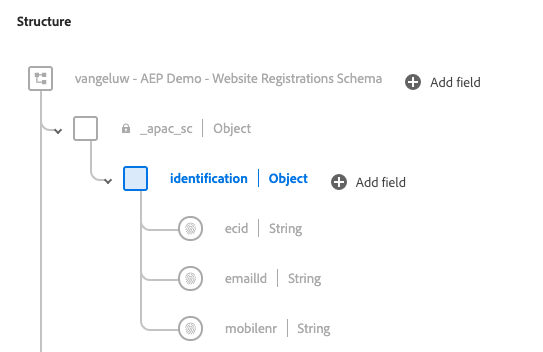 Structure
vangeluw - AEP Demo - Website Registrations Schema Add field
_apac_sc | Object
identification | Object Add field
ecid | String
emailId | String
mobilenr | String